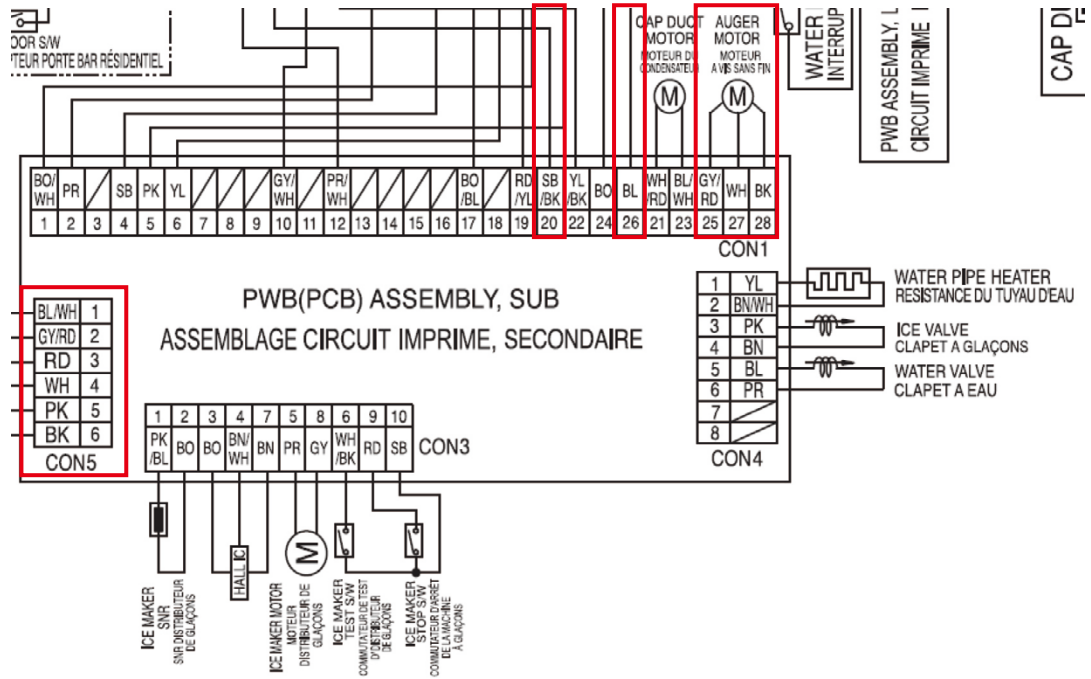 OOR S/W
PTEUR PORTE BAR RÉSIDENTIEL
CAP DUCT
MOTOR
MOTEUR DU
CONDENSATEU
M
AUGER
MOTOR
MOTEUR
A VIS SANS FIN
M
WATER
INTERRUP
PWB ASSEMBLY, L
CIRCUIT IMPRIME
CAP D
BO/WH PR SB PK YL GY/WH PR/WH BO/BL RD/YL SB/BK YL/BK BO BL WH/RD BL/WH GY/RD WH BK
1 2 3 4 5 6 7 8 9 10 11 12 13 14 15 16 17 18 19 20 22 24 26 21 23 25 27 28
CON1
PWB(PCB) ASSEMBLY, SUB
ASSEMBLAGE CIRCUIT IMPRIME, SECONDAIRE
BL/WH 1
GY/RD 2
RD 3
WH 4
PK 5
BK 6
CON5
1 YL
2 BN/WH
3 PK
4 BN
5 BL
6 PR
7
8
CON4
WATER PIPE HEATER
RESISTANCE DU TUYAU D'EAU
ICE VALVE
CLAPET A GLAÇONS
WATER VALVE
CLAPET A EAU
1 2 3 4 7 5 8 6 9 10
PK/BL BO BO BN/WH BN PR GY WH/BK RD SB
CON3
ICE MAKER
SNR
SNR DISTRIBUTEUR
DE GLAÇONS
HALL IC
M
ICE MAKER MOTOR
MOTEUR
DISTRIBUTEUR DE
GLAÇONS
ICE MAKER
TEST S/W
COMMUTATEUR DE TEST
D'DISTRIBUTEUR
DE GLAÇONS
ICE MAKER
STOP S/W
COMMUTATEUR D'ARRÊT
DE LA MACHINE
À GLAÇONS